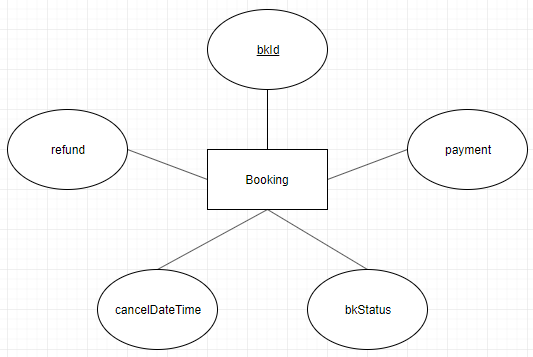 bkId
refund
payment
Booking
cancelDateTime
bkStatus